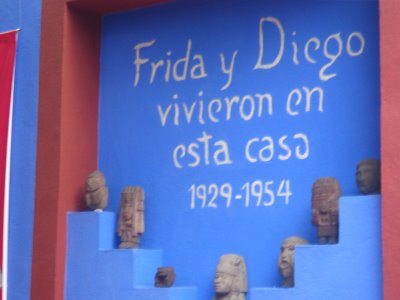 Frida y Diego
vivieron en
esta casa
1929-1954